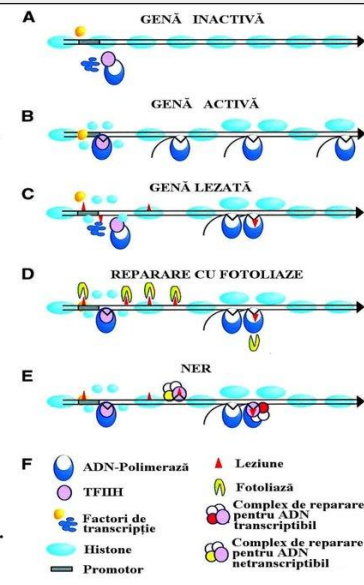 A GENĂ INACTIVĂ
B GENĂ ACTIVĂ
C GENĂ LEZATĂ
D REPARARE CU FOTOLIAZE
E NER
F
ADN-Polimerază
TFIIH
Factori de
transcripţie
Histone
Promotor
Leziune
Fotoliază
Complex de reparare
pentru ADN
transcriptibil
Complex de reparare
pentru ADN
netranscriptibil